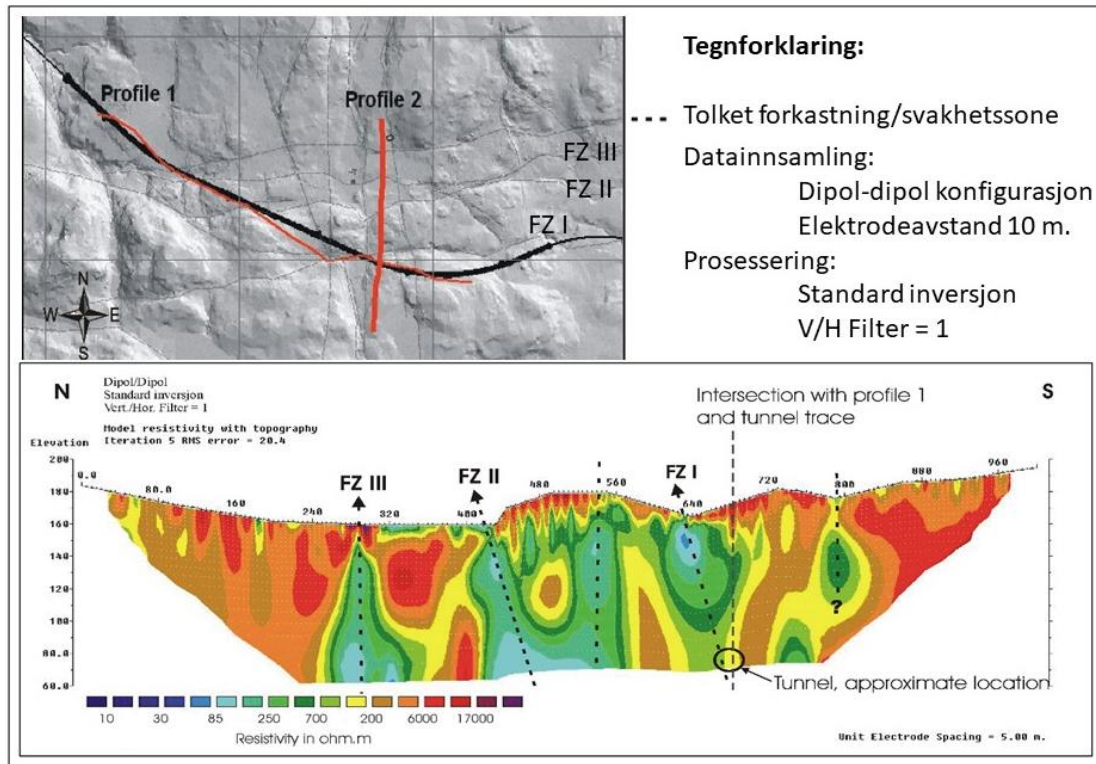 Profile 1
Profile 2
FZ III
FZ II
FZ I
N
W E
S
Tegnforklaring:
Tolket forkastning/svakhetssone
Datainnsamling:
Dipol-dipol konfigurasjon
Elektrodeavstand 10 m.
Prosessering:
Standard inversjon
V/H Filter = 1
N
Dipol/Dipol
Standard inversjon
Vert./Hor. Filter = 1
Model resistivity with topography
Iteration 5 RMS error = 20.4
Elevation
Intersection with profile 1
and tunnel trace
S
200
180
160
140
120
100
80.0
60.0
0.0
80.0
160
240
320
400
480
560
640
720
800
880
960
FZ III
FZ II
FZ I
?
Tunnel, approximate location
10 30 85 250 700 200 6000 17000
Resistivity in ohm.m
Unit Electrode Spacing = 5.00 m.